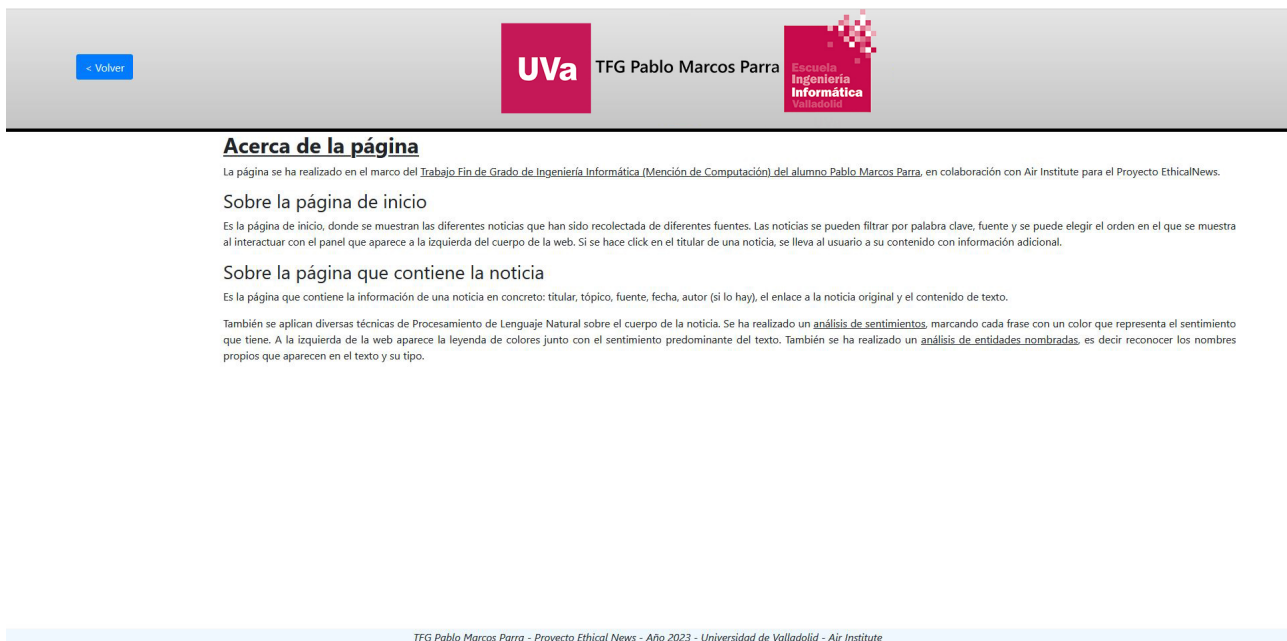 < Volver
UVa
TFG Pablo Marcos Parra
Escuela
Ingeniería
Informática
Valladolid
Acerca de la página
La página se ha realizado en el marco del Trabajo Fin de Grado de Ingeniería Informática (Mención de Computación) del alumno Pablo Marcos Parra, en colaboración con Air Institute para el Proyecto EthicalNews.
Sobre la página de inicio
Es la página de inicio, donde se muestran las diferentes noticias que han sido recolectada de diferentes fuentes. Las noticias se pueden filtrar por palabra clave, fuente y se puede elegir el orden en el que se muestra
al interactuar con el panel que aparece a la izquierda del cuerpo de la web. Si se hace click en el titular de una noticia, se lleva al usuario a su contenido con información adicional.
Sobre la página que contiene la noticia
Es la página que contiene la información de una noticia en concreto: titular, tópico, fuente, fecha, autor (si lo hay), el enlace a la noticia original y el contenido de texto.
También se aplican diversas técnicas de Procesamiento de Lenguaje Natural sobre el cuerpo de la noticia. Se ha realizado un análisis de sentimientos, marcando cada frase con un color que representa el sentimiento
que tiene. A la izquierda de la web aparece la leyenda de colores junto con el sentimiento predominante del texto. También se ha realizado un análisis de entidades nombradas, es decir reconocer los nombres
propios que aparecen en el texto y su tipo.
TFG Pablo Marcos Parra - Proyecto Ethical News - Año 2023 - Universidad de Valladolid - Air Institute